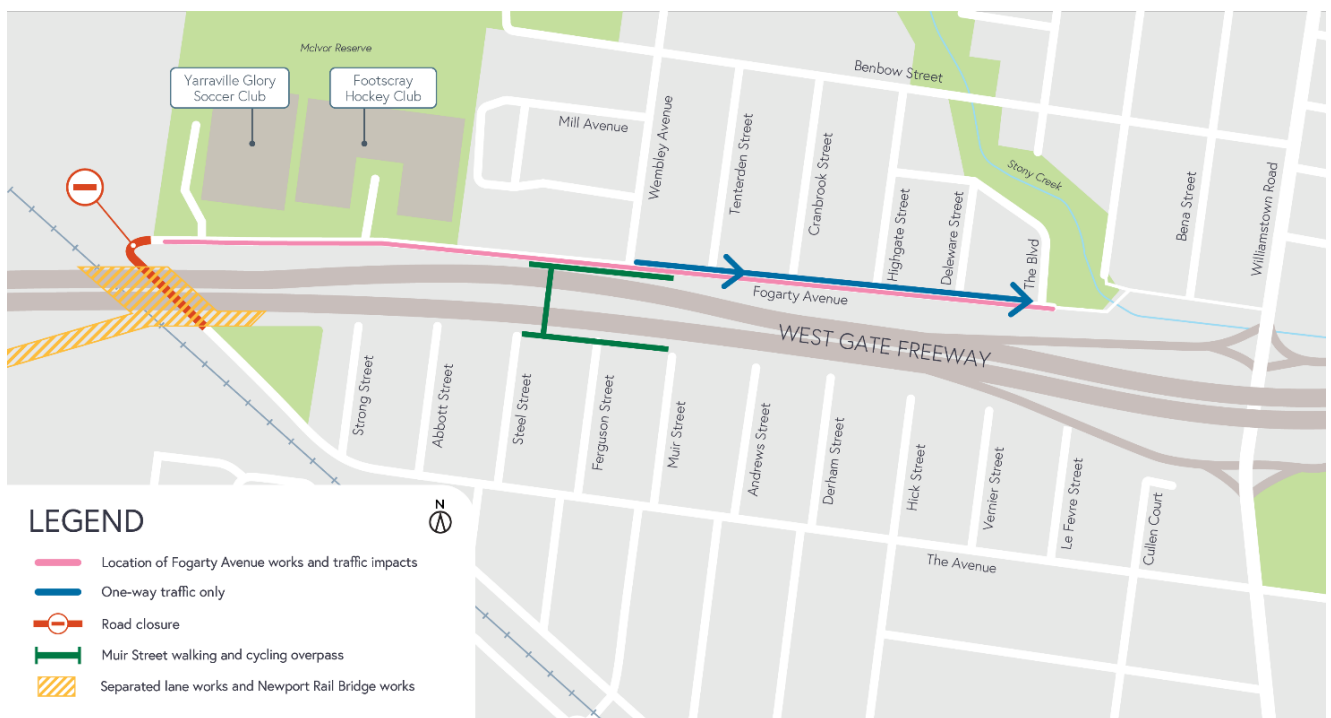 McIvor Reserve
Yarraville Glory
Soccer Club
Footscray
Hockey Club
Benbow Street
Mill Avenue
Wembley Avenue
Tenterden Street
Cranbrook Street
Highgate Street
Deleware Street
The Blvd
Stony Creek
Bena Street
Williamstown Road
Fogarty Avenue
WEST GATE FREEWAY
Strong Street
Abbott Street
Steel Street
Ferguson Street
Muir Street
Andrews Street
Derham Street
Hick Street
Vernier Street
Le Fevre Street
Cullen Court
The Avenue
LEGEND
N
Location of Fogarty Avenue works and traffic impacts
One-way traffic only
Road closure
Muir Street walking and cycling overpass
Separated lane works and Newport Rail Bridge works